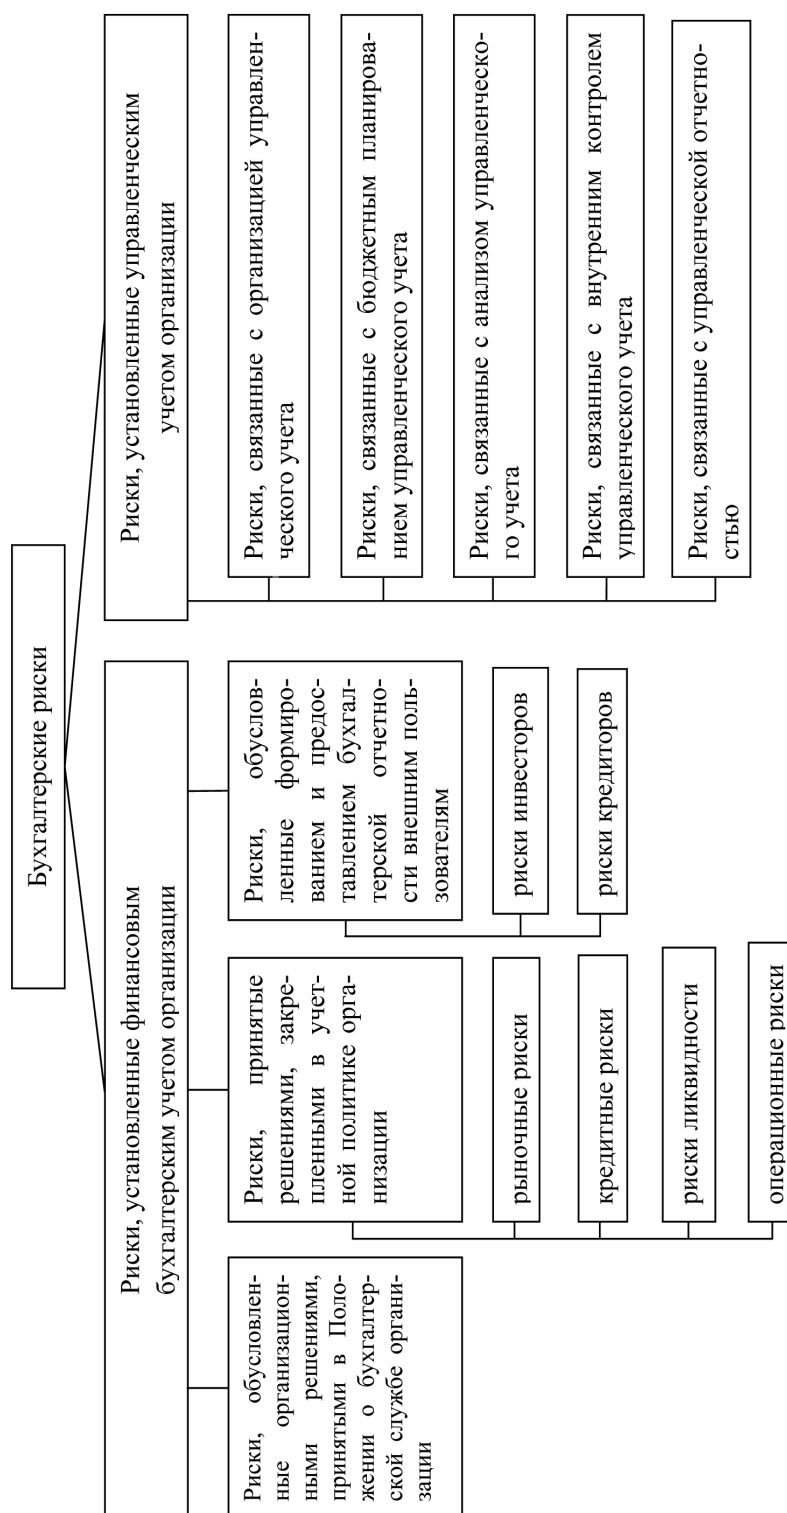 Бухгалтерские риски
Риски, установленные финансовым
бухгалтерским учетом организации
Риски, установленные управленческим
учетом организации
Риски, обусловлен-
ные организацион-
ными решениями,
принятыми в Поло-
жении о бухгалтер-
ской службе органи-
зации
Риски, принятые
решениями, закре-
пленными в учет-
ной политике орга-
низации
рыночные риски
кредитные риски
риски ликвидности
операционные риски
Риски, обуслов-
ленные формиро-
ванием и предос-
тавлением бухгал-
терской отчетно-
сти внешним поль-
зователям
риски инвесторов
риски кредиторов
Риски, связанные с организацией управлен-
ческого учета
Риски, связанные с бюджетным планирова-
нием управленческого учета
Риски, связанные с анализом управленческо-
го учета
Риски, связанные с внутренним контролем
управленческого учета
Риски, связанные с управленческой отчетно-
стью